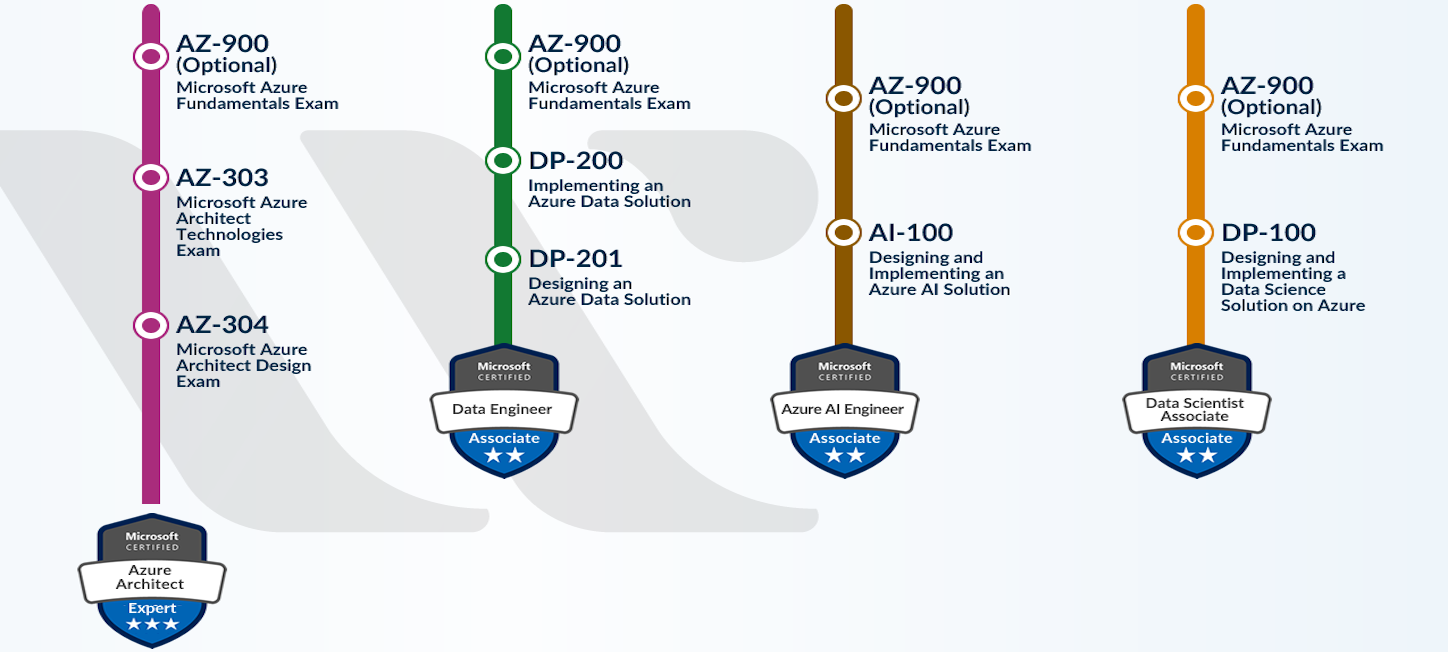 AZ-900
(Optional)
Microsoft Azure
Fundamentals Exam
AZ-303
Microsoft Azure
Architect
Technologies
Exam
AZ-304
Microsoft Azure
Architect Design
Exam
Microsoft
CERTIFIED
Azure
Architect
Expert
AZ-900
(Optional)
Microsoft Azure
Fundamentals Exam
DP-200
Implementing an
Azure Data Solution
DP-201
Designing an
Azure Data Solution
Microsoft
CERTIFIED
Data Engineer
Associate
AZ-900
(Optional)
Microsoft Azure
Fundamentals Exam
AI-100
Designing and
Implementing an
Azure AI Solution
Microsoft
CERTIFIED
Azure AI Engineer
Associate
AZ-900
(Optional)
Microsoft Azure
Fundamentals Exam
DP-100
Designing and
Implementing a
Data Science
Solution on Azure
Microsoft
CERTIFIED
Data Scientist
Associate
Associate